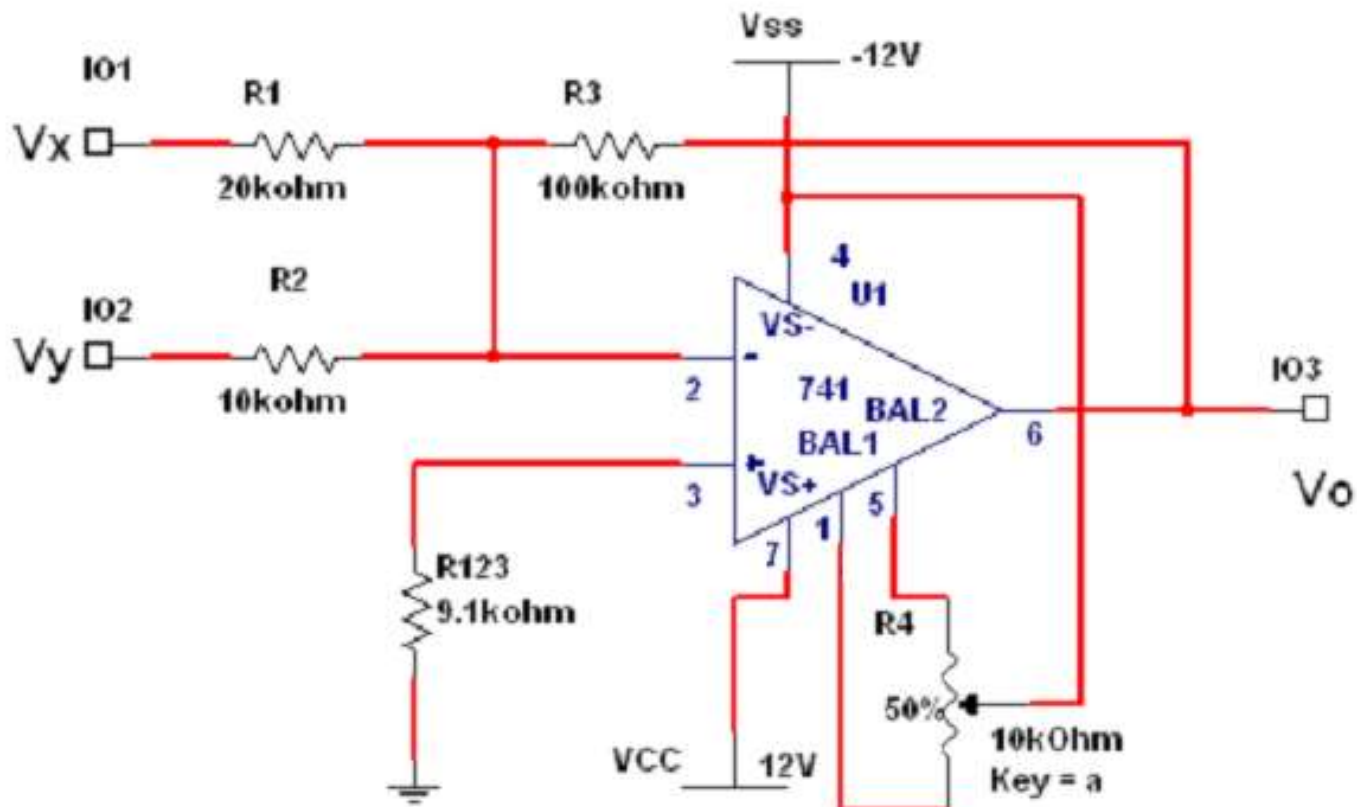 Vss
-12V
IO1
R1
R3
Vx
20kohm
100kohm
4
U1
R2
IO2
VS-
Vy
2
-
741
IO3
10kohm
BAL2
BAL1
6
3
+
VS+
Vo
5
1
7
R123
9.1kohm
R4
50%
10kOhm
Key = a
VCC
12V